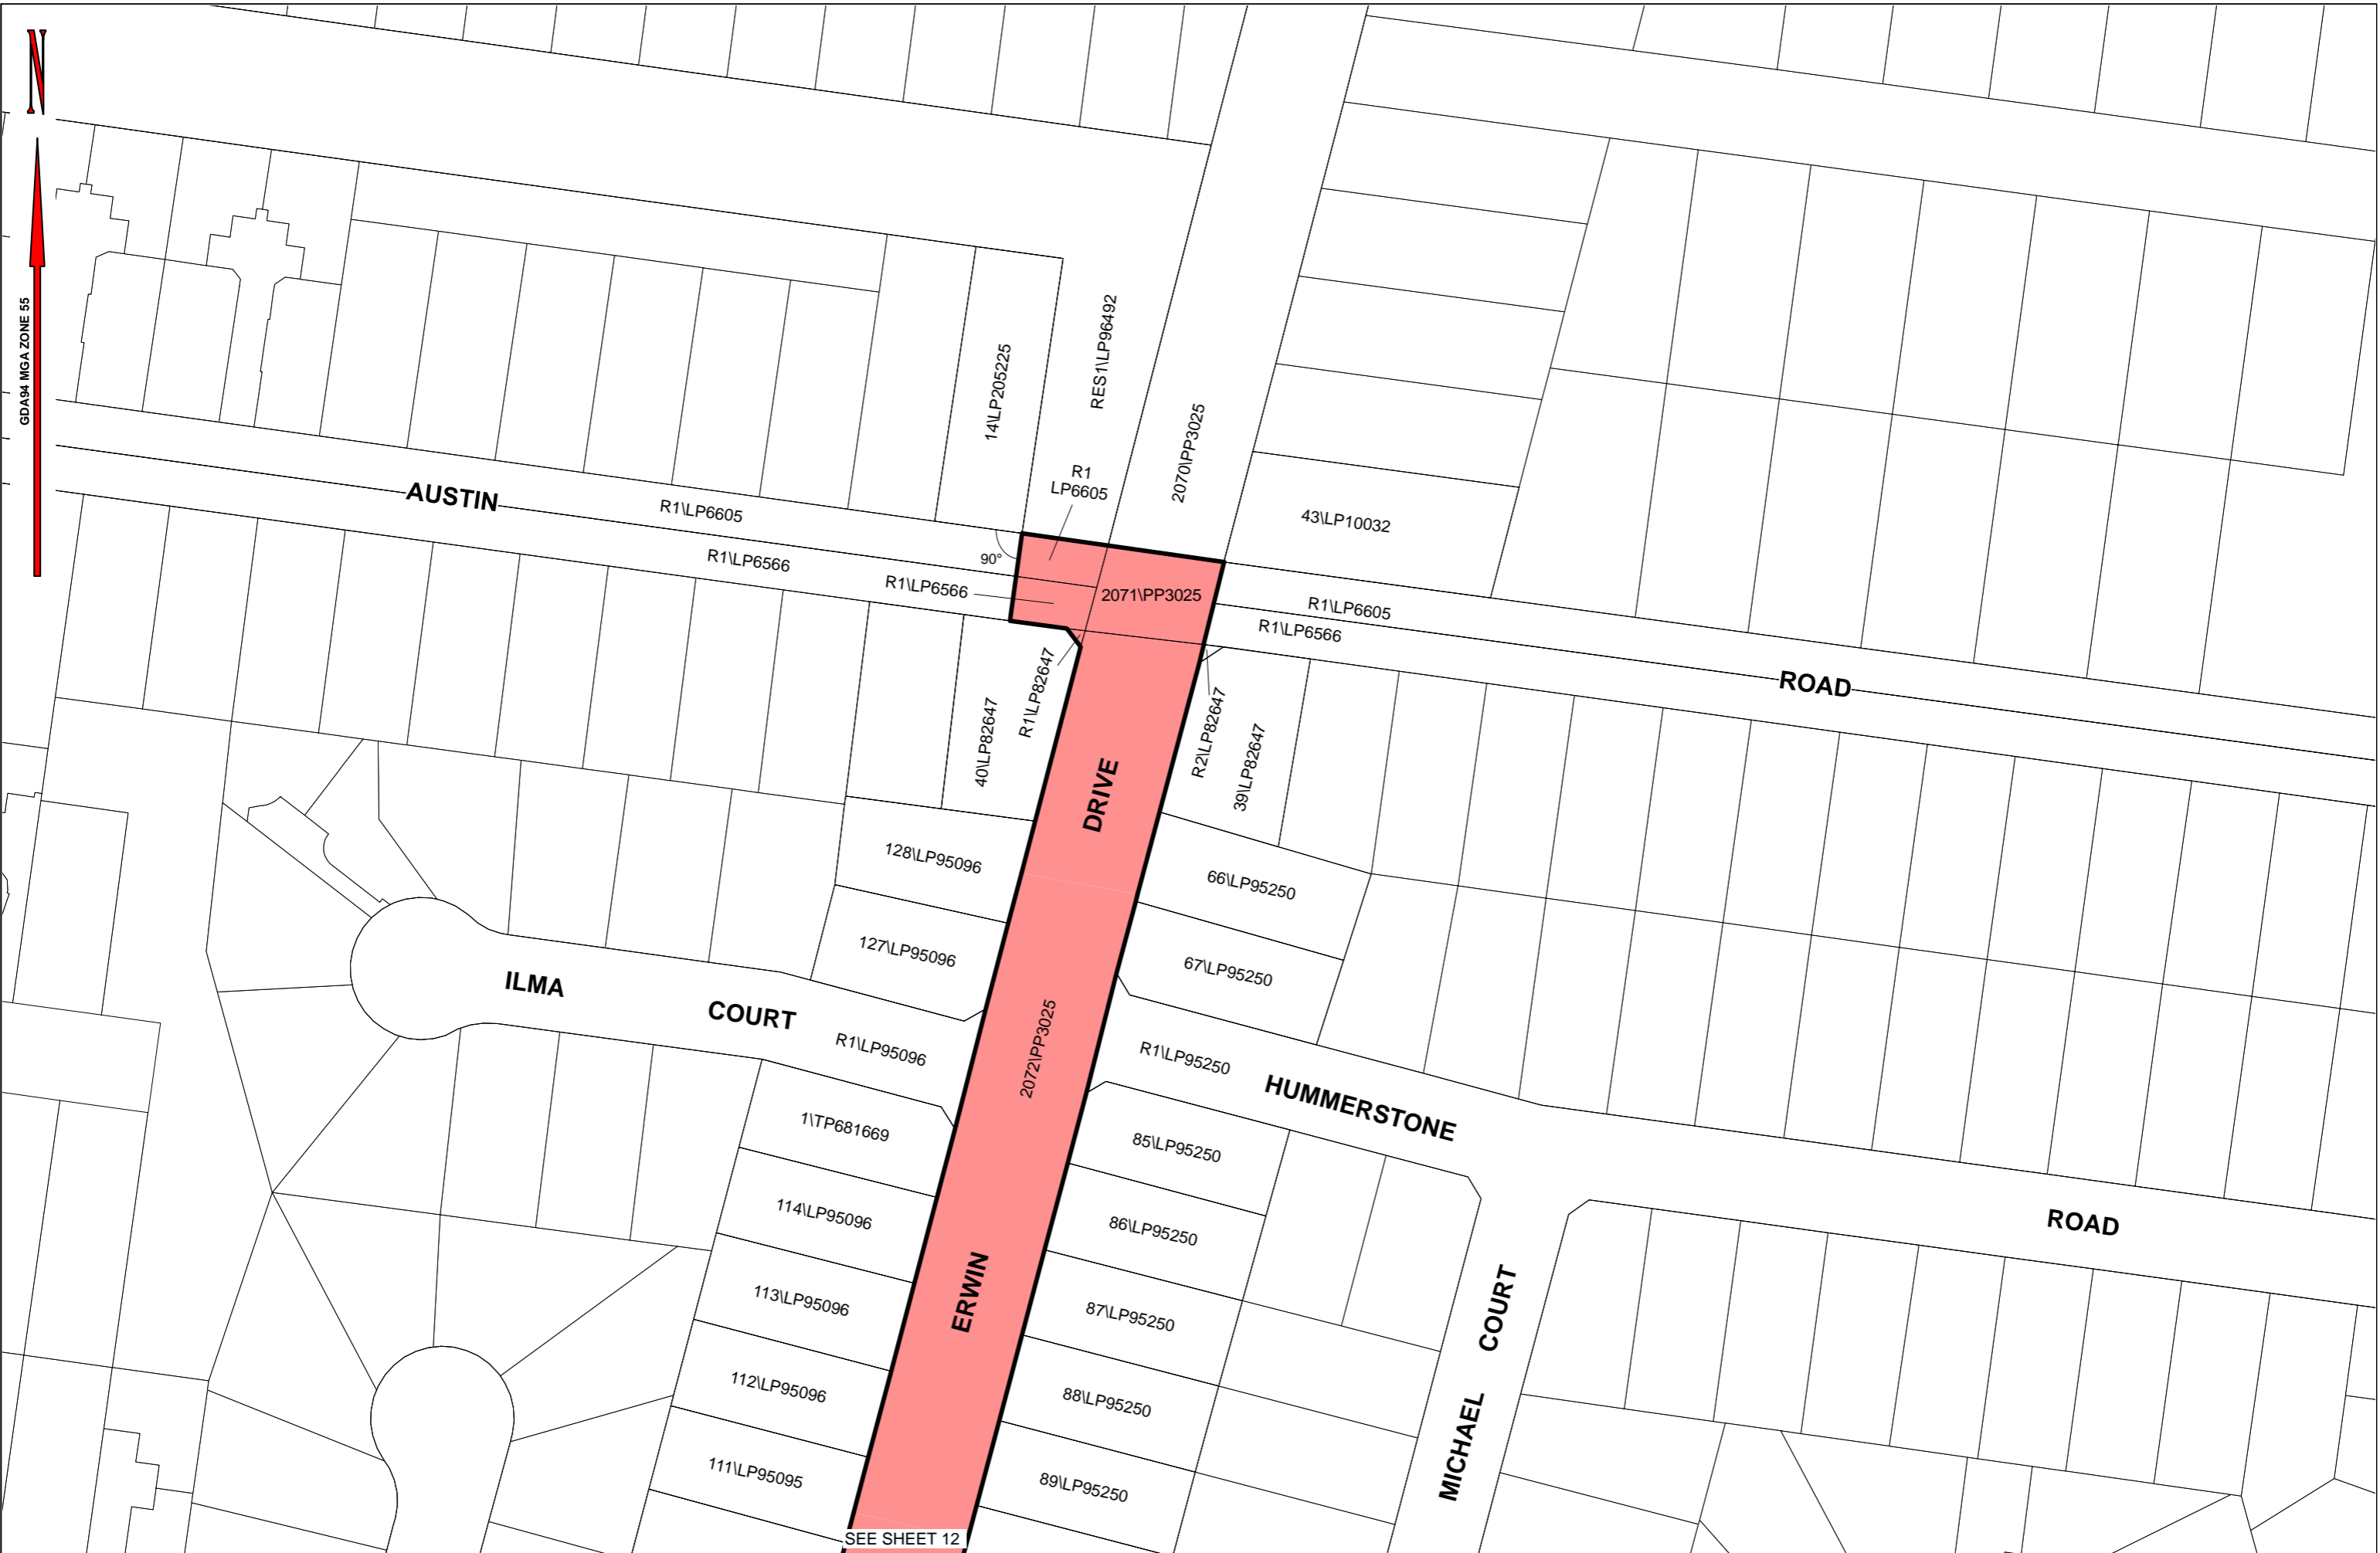 N
GDA94 MGA ZONE 55
14\LP205225
RES1\LP96492
2070\PP3025
R1
LP6605
43\LP10032
AUSTIN
R1\LP6605
R1\LP6566
90°
R1\LP6566
2071\PP3025
R1\LP6605
R1\LP6566
ROAD
40\LP82647
R1\LP82647
R2\LP82647
39\LP82647
DRIVE
128\LP95096
66\LP95250
127\LP95096
67\LP95250
ILMA
COURT
R1\LP95096
2072\PP3025
R1\LP95250
HUMMERSTONE
ROAD
1\TP681669
85\LP95250
114\LP95096
86\LP95250
ERWIN
113\LP95096
87\LP95250
MICHAEL COURT
112\LP95096
88\LP95250
111\LP95095
89\LP95250
SEE SHEET 12